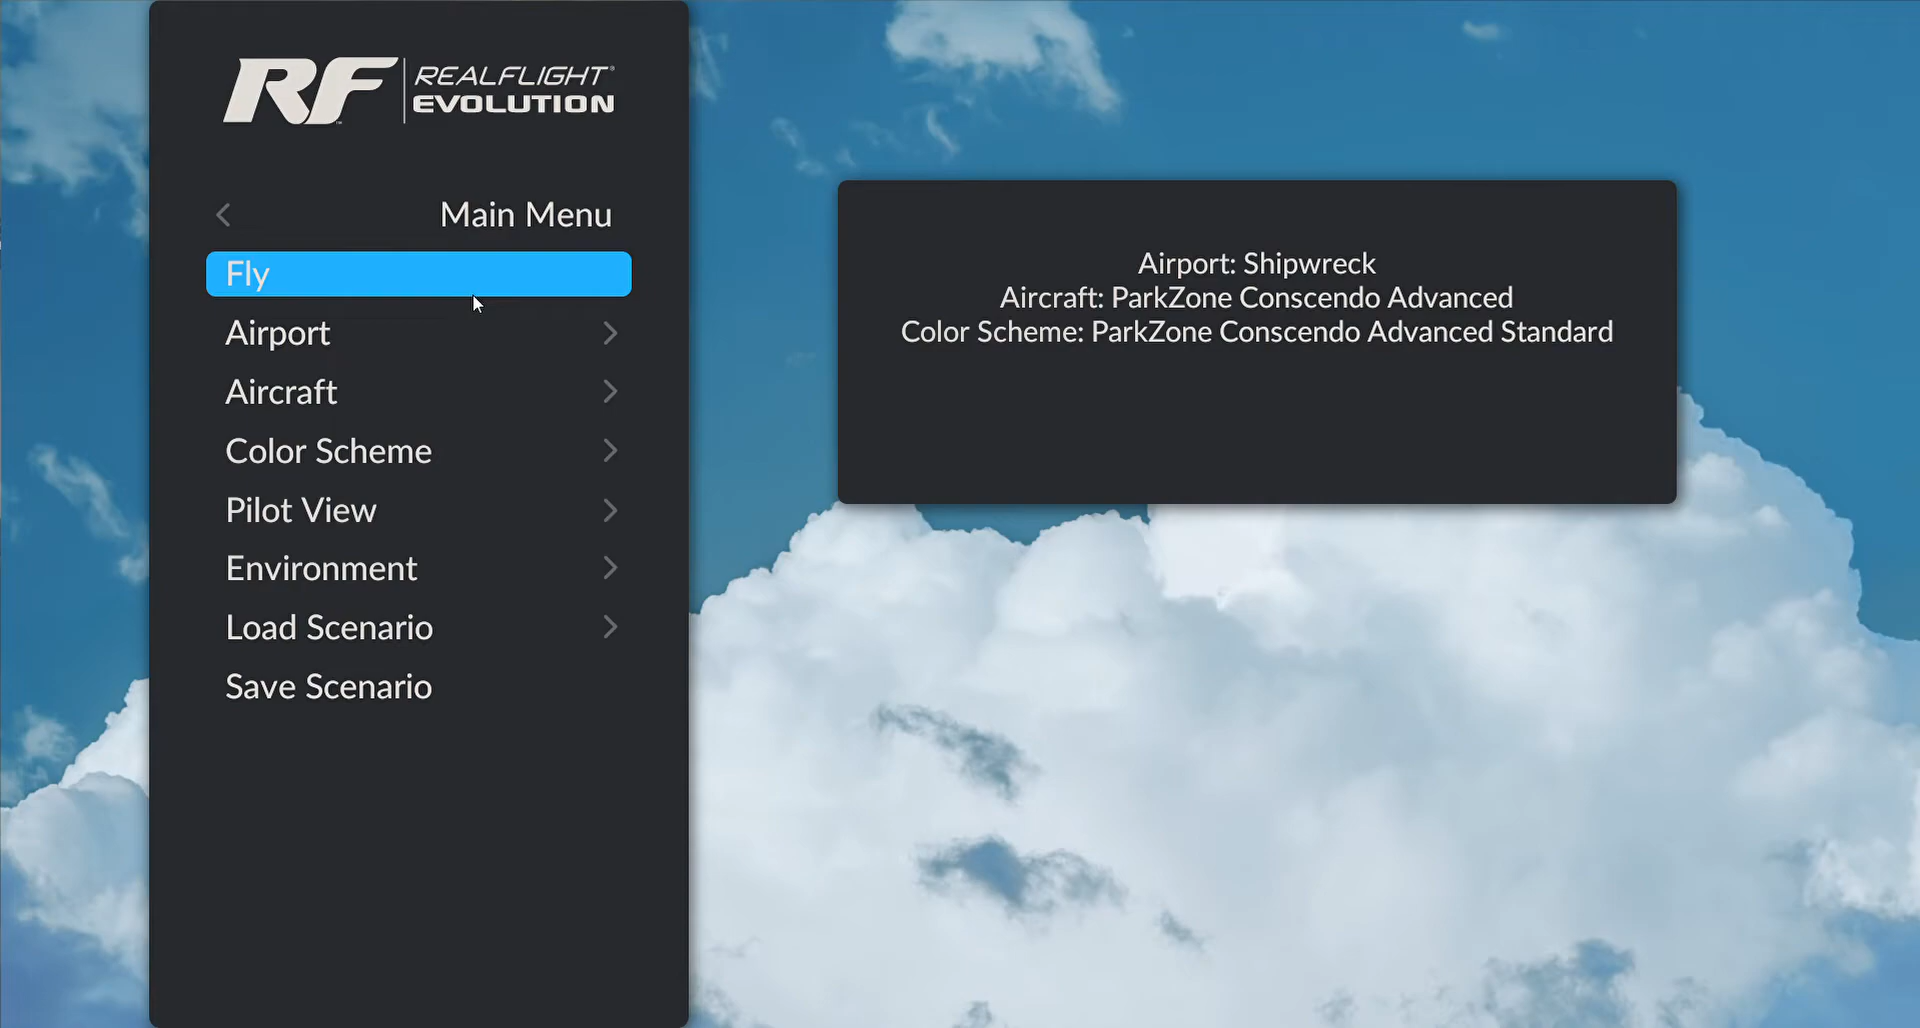 RF REALFLIGHT
EVOLUTION
Main Menu
Fly
Airport
Aircraft
Color Scheme
Pilot View
Environment
Load Scenario
Save Scenario
Airport: Shipwreck
Aircraft: ParkZone Conscendo Advanced
Color Scheme: ParkZone Conscendo Advanced Standard